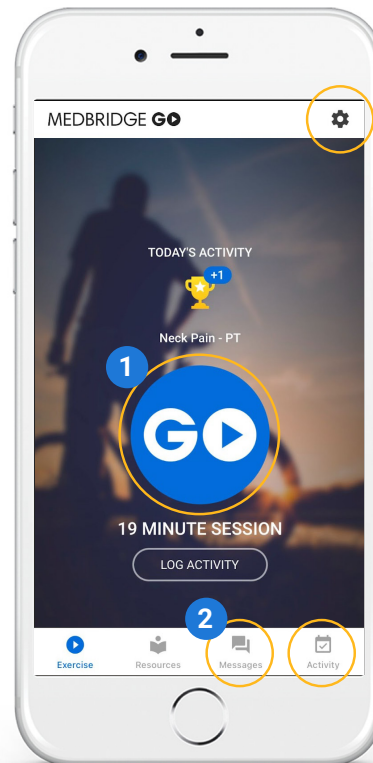 MEDBRIDGE GO
TODAY'S ACTIVITY
+1
Neck Pain - PT
1
GO
19 MINUTE SESSION
LOG ACTIVITY
2
Exercise Resources Messages Activity